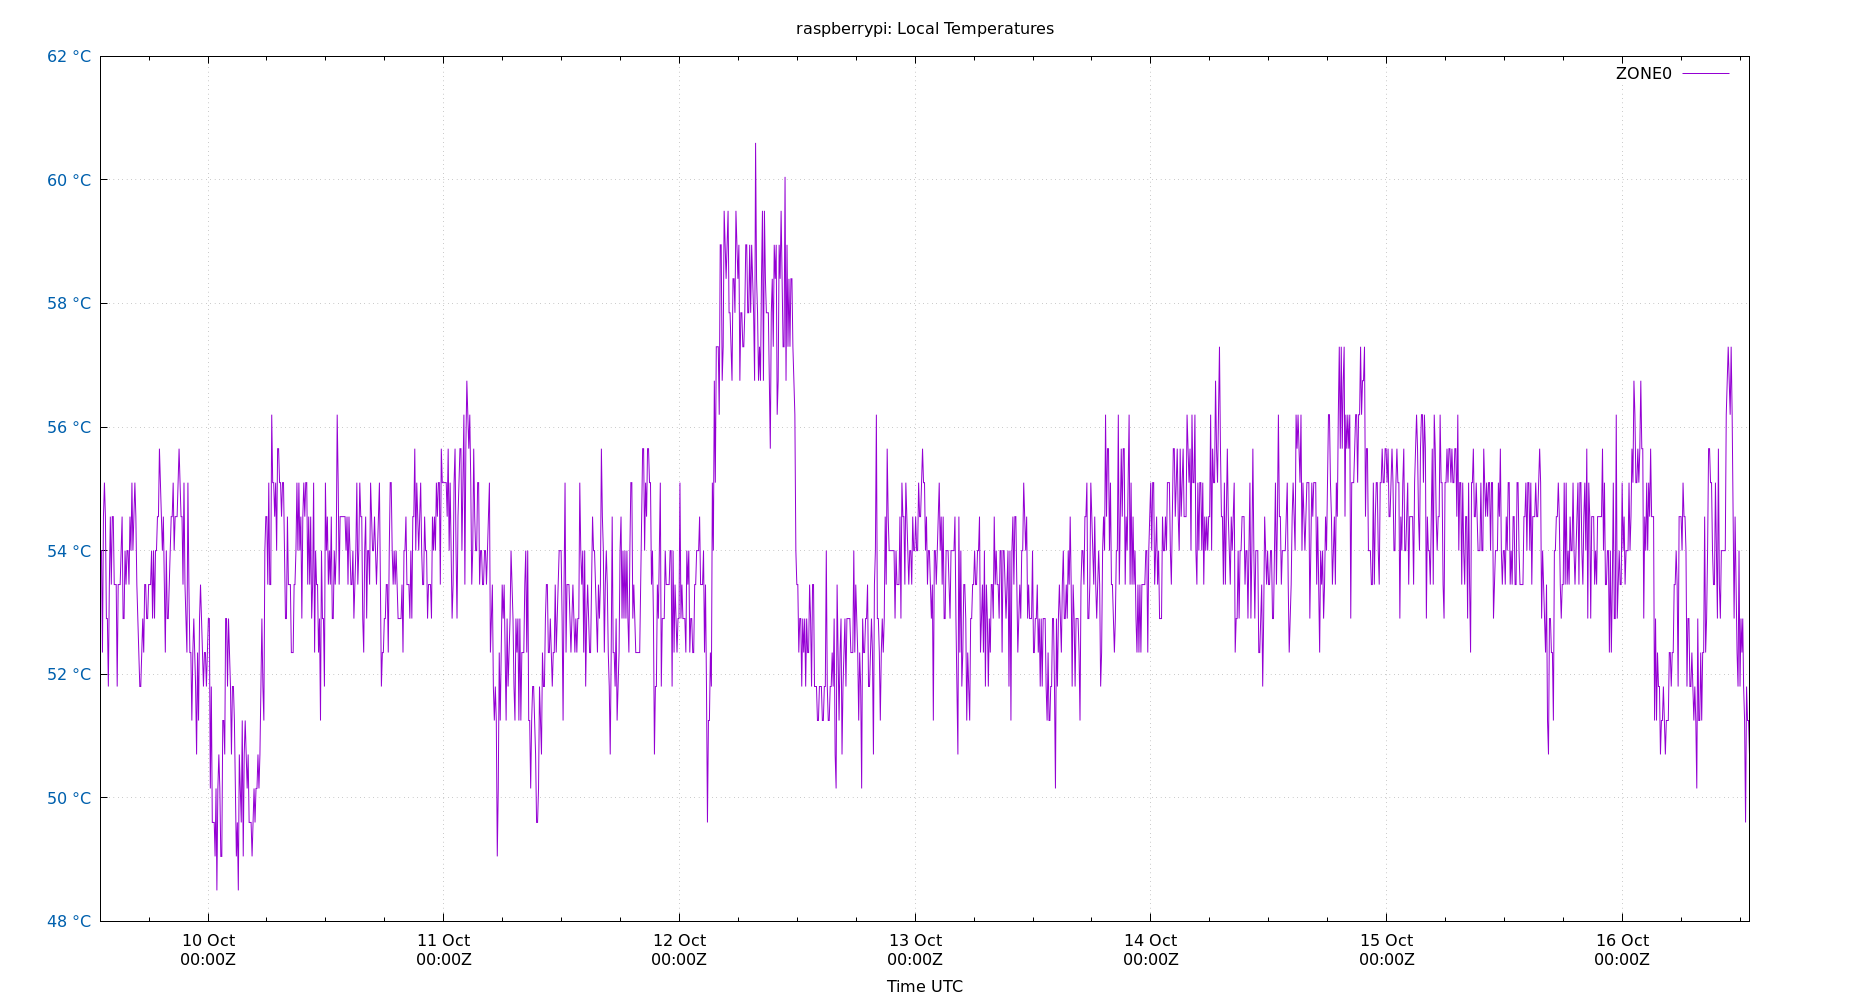 raspberrypi: Local Temperatures
62 °C
ZONE0
60 °C
58 °C
56 °C
54 °C
52 °C
50 °C
48 °C
10 Oct 11 Oct 12 Oct 13 Oct 14 Oct 15 Oct 16 Oct
00:00Z 00:00Z 00:00Z 00:00Z 00:00Z 00:00Z 00:00Z
Time UTC